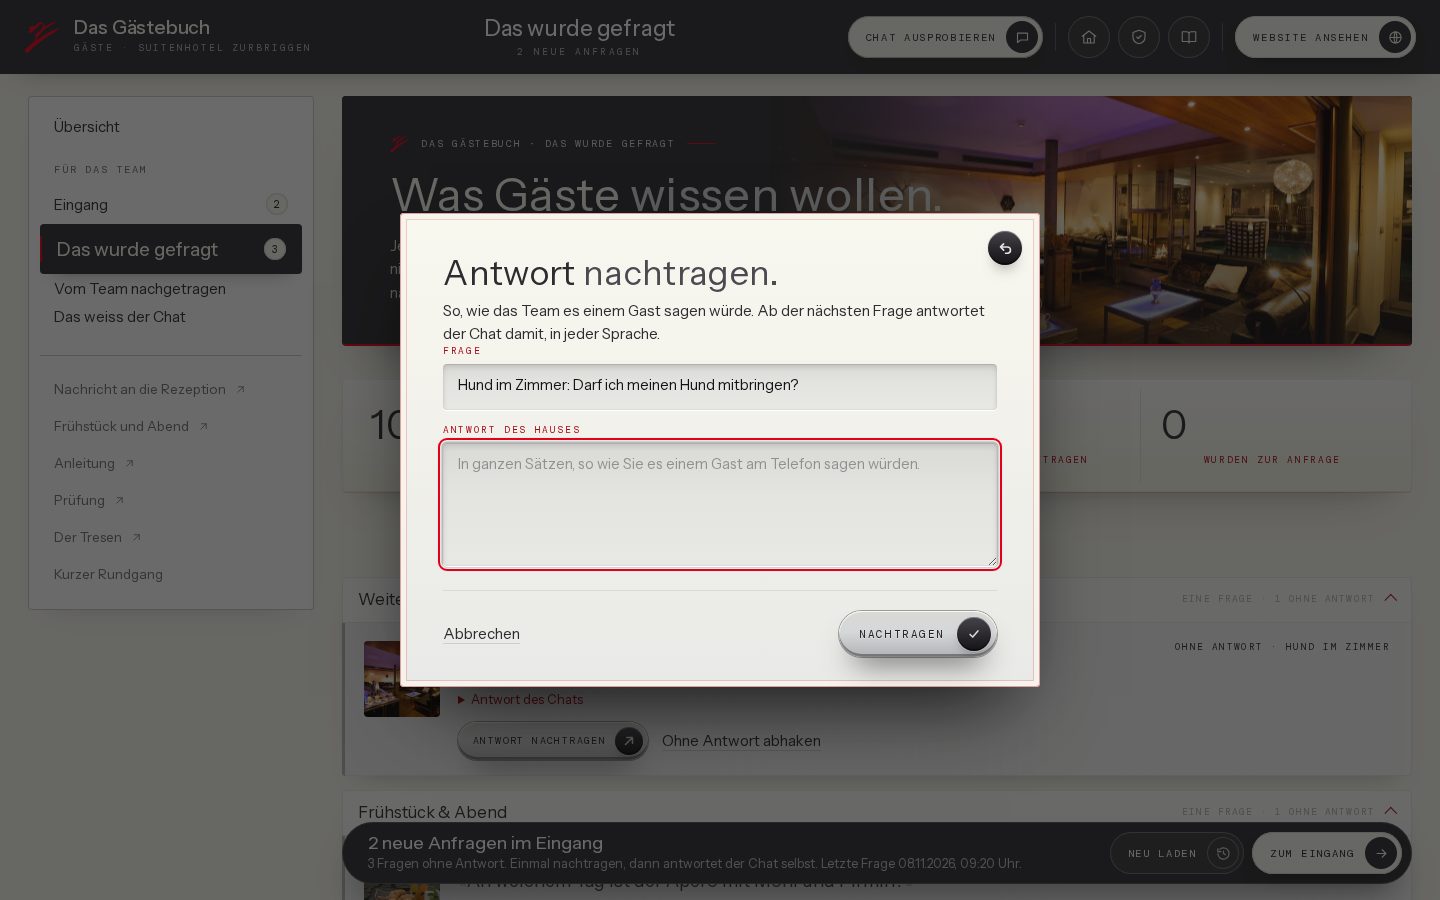 Das Gästebuch
GÄSTE · SUITENHOTEL ZURBRIGGEN
Das wurde gefragt
2 NEUE ANFRAGEN
CHAT AUSPROBIEREN
WEBSITE ANSEHEN
Übersicht
FÜR DAS TEAM
Eingang 2
Das wurde gefragt 3
Vom Team nachgetragen
Das weiss der Chat
Nachricht an die Rezeption
Frühstück und Abend
Anleitung
Prüfung
Der Tresen
Kurzer Rundgang
DAS GÄSTEBUCH · DAS WURDE GEFRAGT
Was Gäste wissen wollen.
Antwort nachtragen.
So, wie das Team es einem Gast sagen würde. Ab der nächsten Frage antwortet
der Chat damit, in jeder Sprache.
FRAGE
Hund im Zimmer: Darf ich meinen Hund mitbringen?
ANTWORT DES HAUSES
In ganzen Sätzen, so wie Sie es einem Gast am Telefon sagen würden.
Abbrechen
NACHTRAGEN
0
WURDEN ZUR ANFRAGE
EINE FRAGE · 1 OHNE ANTWORT
OHNE ANTWORT · HUND IM ZIMMER
Antwort des Chats
ANTWORT NACHTRAGEN
Ohne Antwort abhaken
Frühstück & Abend
EINE FRAGE · 1 OHNE ANTWORT
2 neue Anfragen im Eingang
3 Fragen ohne Antwort. Einmal nachtragen, dann antwortet der Chat selbst. Letzte Frage 08.11.2026, 09:20 Uhr.
NEU LADEN
ZUM EINGANG